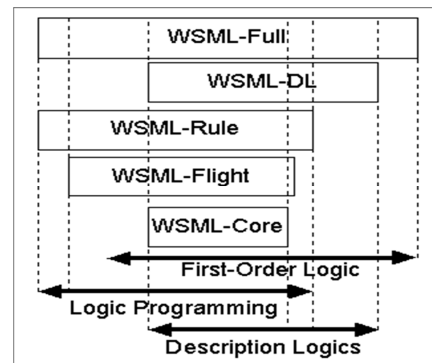 WSML-Full
WSML-DL
WSML-Rule
WSML-Flight
WSML-Core
First-Order Logic
Logic Programming
Description Logics